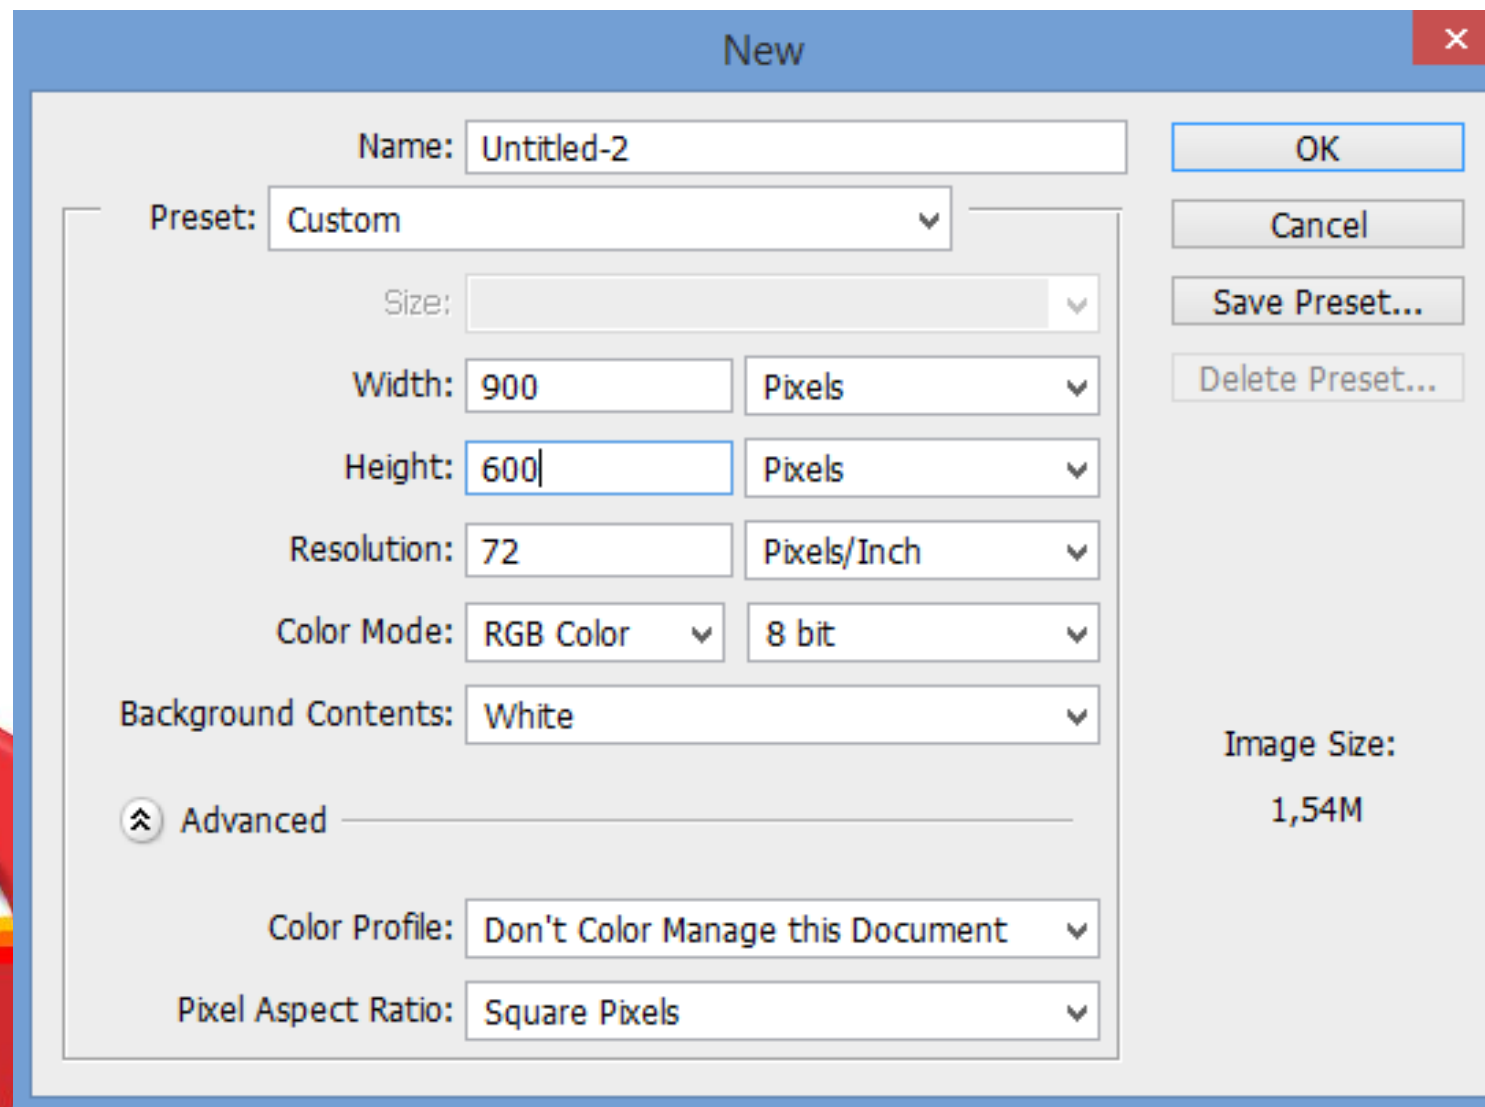 New
Name: Untitled-2
OK
Preset: Custom
Cancel
Size:
Save Preset...
Width: 900 Pixels
Delete Preset...
Height: 600 Pixels
Resolution: 72 Pixels/Inch
Color Mode: RGB Color 8 bit
Background Contents: White
Image Size:
1,54M
Advanced
Color Profile: Don't Color Manage this Document
Pixel Aspect Ratio: Square Pixels